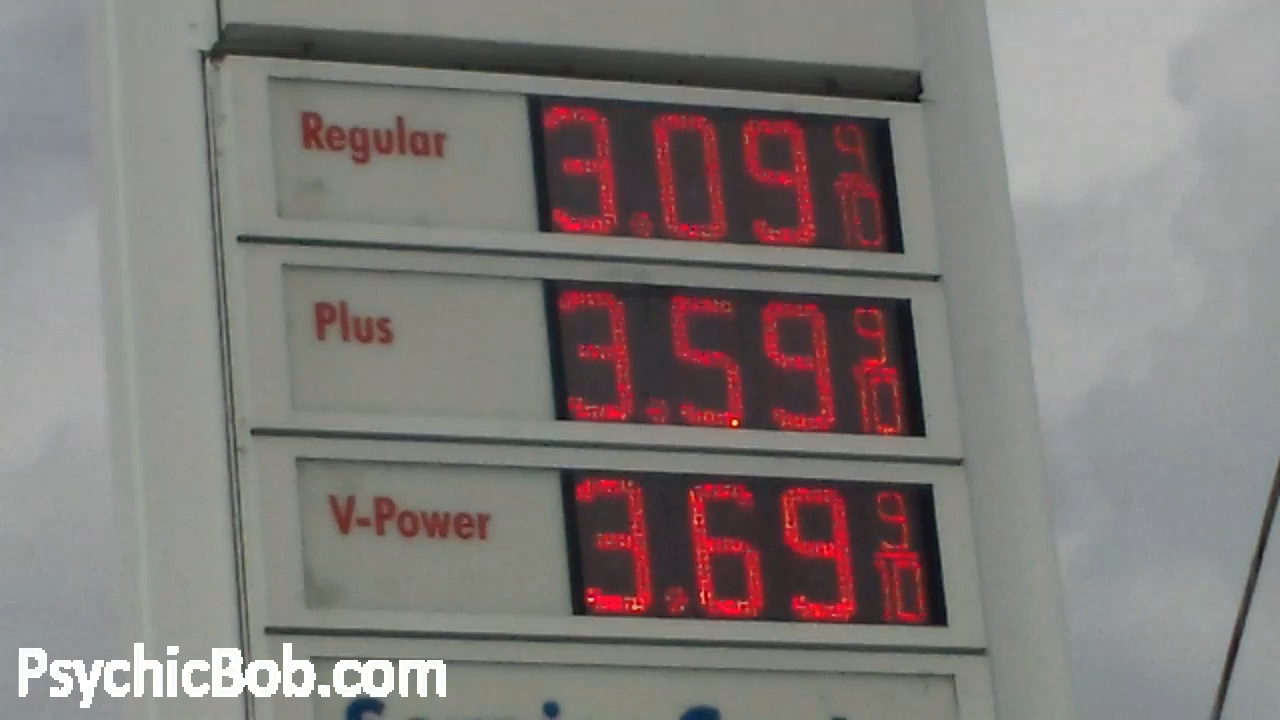 Regular 3.09 9/10
Plus 3.59 9/10
V-Power 3.69 9/10
PsychicBob.com